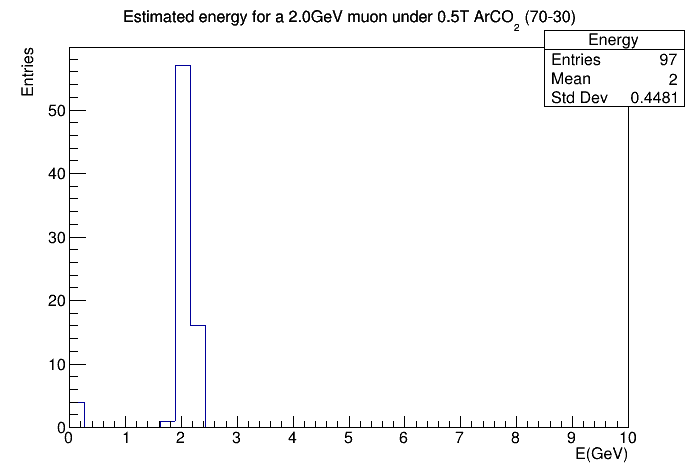 Estimated energy for a 2.0GeV muon under 0.5T ArCO₂ (70-30)
Energy
Entries 97
Mean 2
Std Dev 0.4481
Entries
50
40
30
20
10
0
0 1 2 3 4 5 6 7 8 9 10
E(GeV)